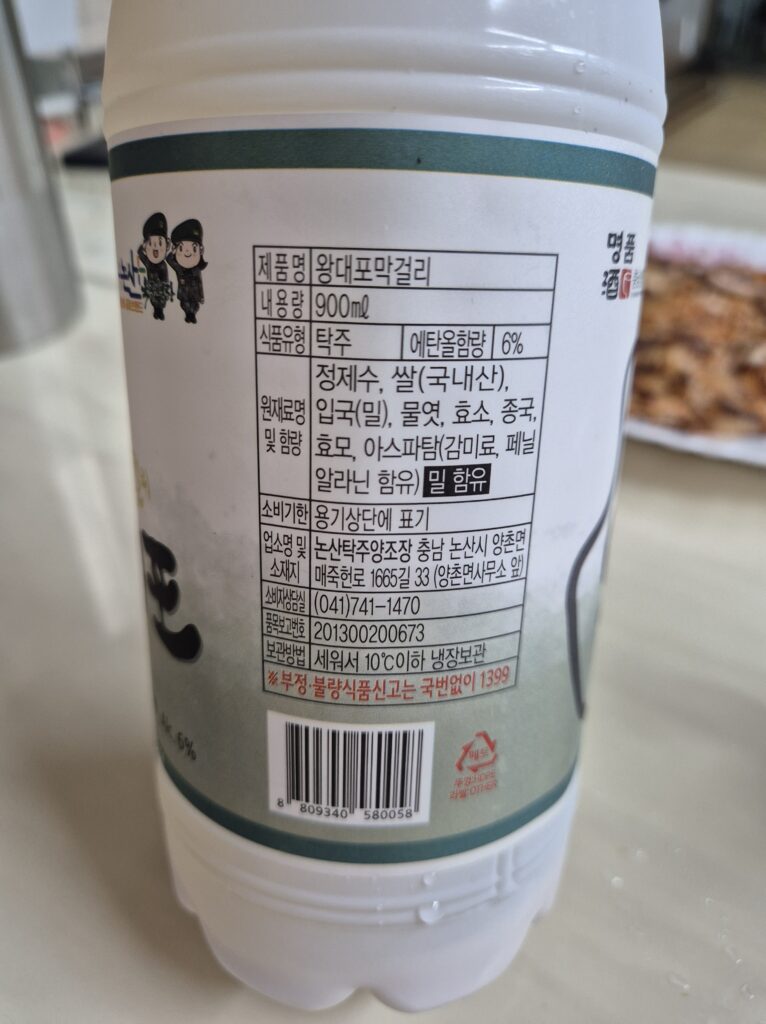 논산
명품
酒
제품명 왕대포막걸리
내용량 900㎖
식품유형 탁주 에탄올함량 6%
원재료명 및 함량 정제수, 쌀(국내산),
입국(밀), 물엿, 효소, 종국,
효모, 아스파탐(감미료, 페닐
알라닌 함유) 밀 함유
소비기한 용기상단에 표기
업소명 및 소재지 논산탁주양조장 충남 논산시 양촌면
매죽헌로 1665길 33 (양촌면사무소 앞)
소비자상담실 (041)741-1470
품목보고번호 201300200673
보관방법 세워서 10℃이하 냉장보관
※부정·불량식품신고는 국번없이 1399
포
6%
8 809340 580058